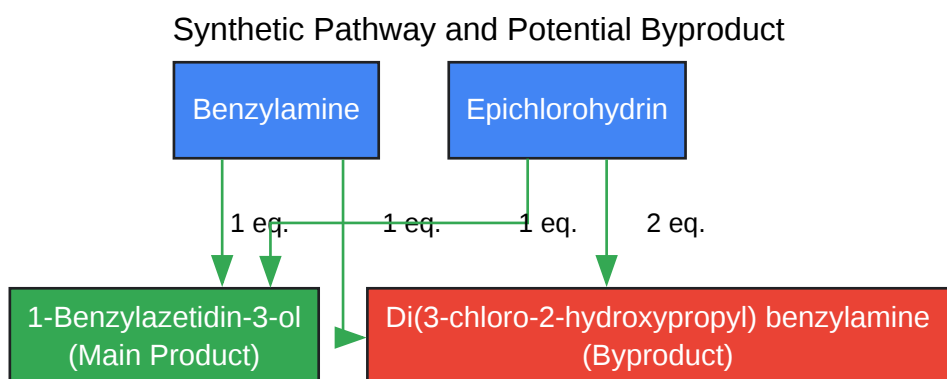 Synthetic Pathway and Potential Byproduct
Benzylamine
Epichlorohydrin
1 eq.
1 eq.
1 eq.
2 eq.
1-Benzylazetidin-3-ol
(Main Product)
Di(3-chloro-2-hydroxypropyl) benzylamine
(Byproduct)